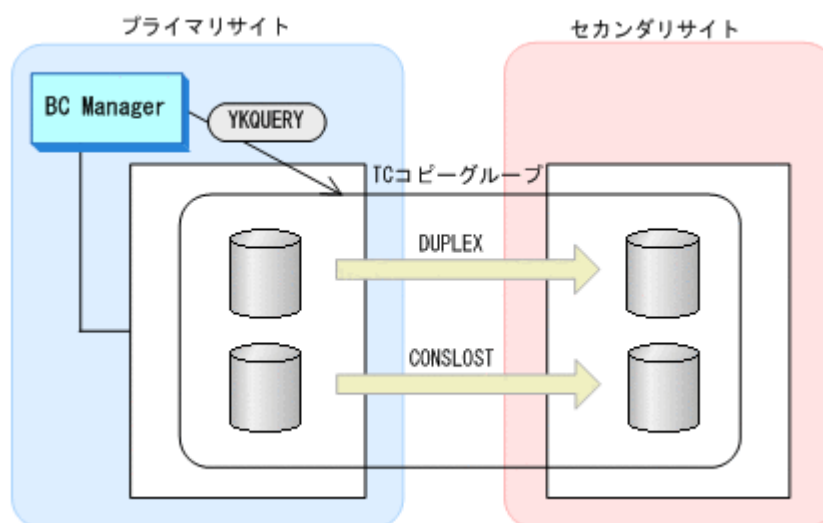 プライマリサイト
セカンダリサイト
BC Manager
YKQUERY
TCコピーグループ
DUPLEX
CONSLOST